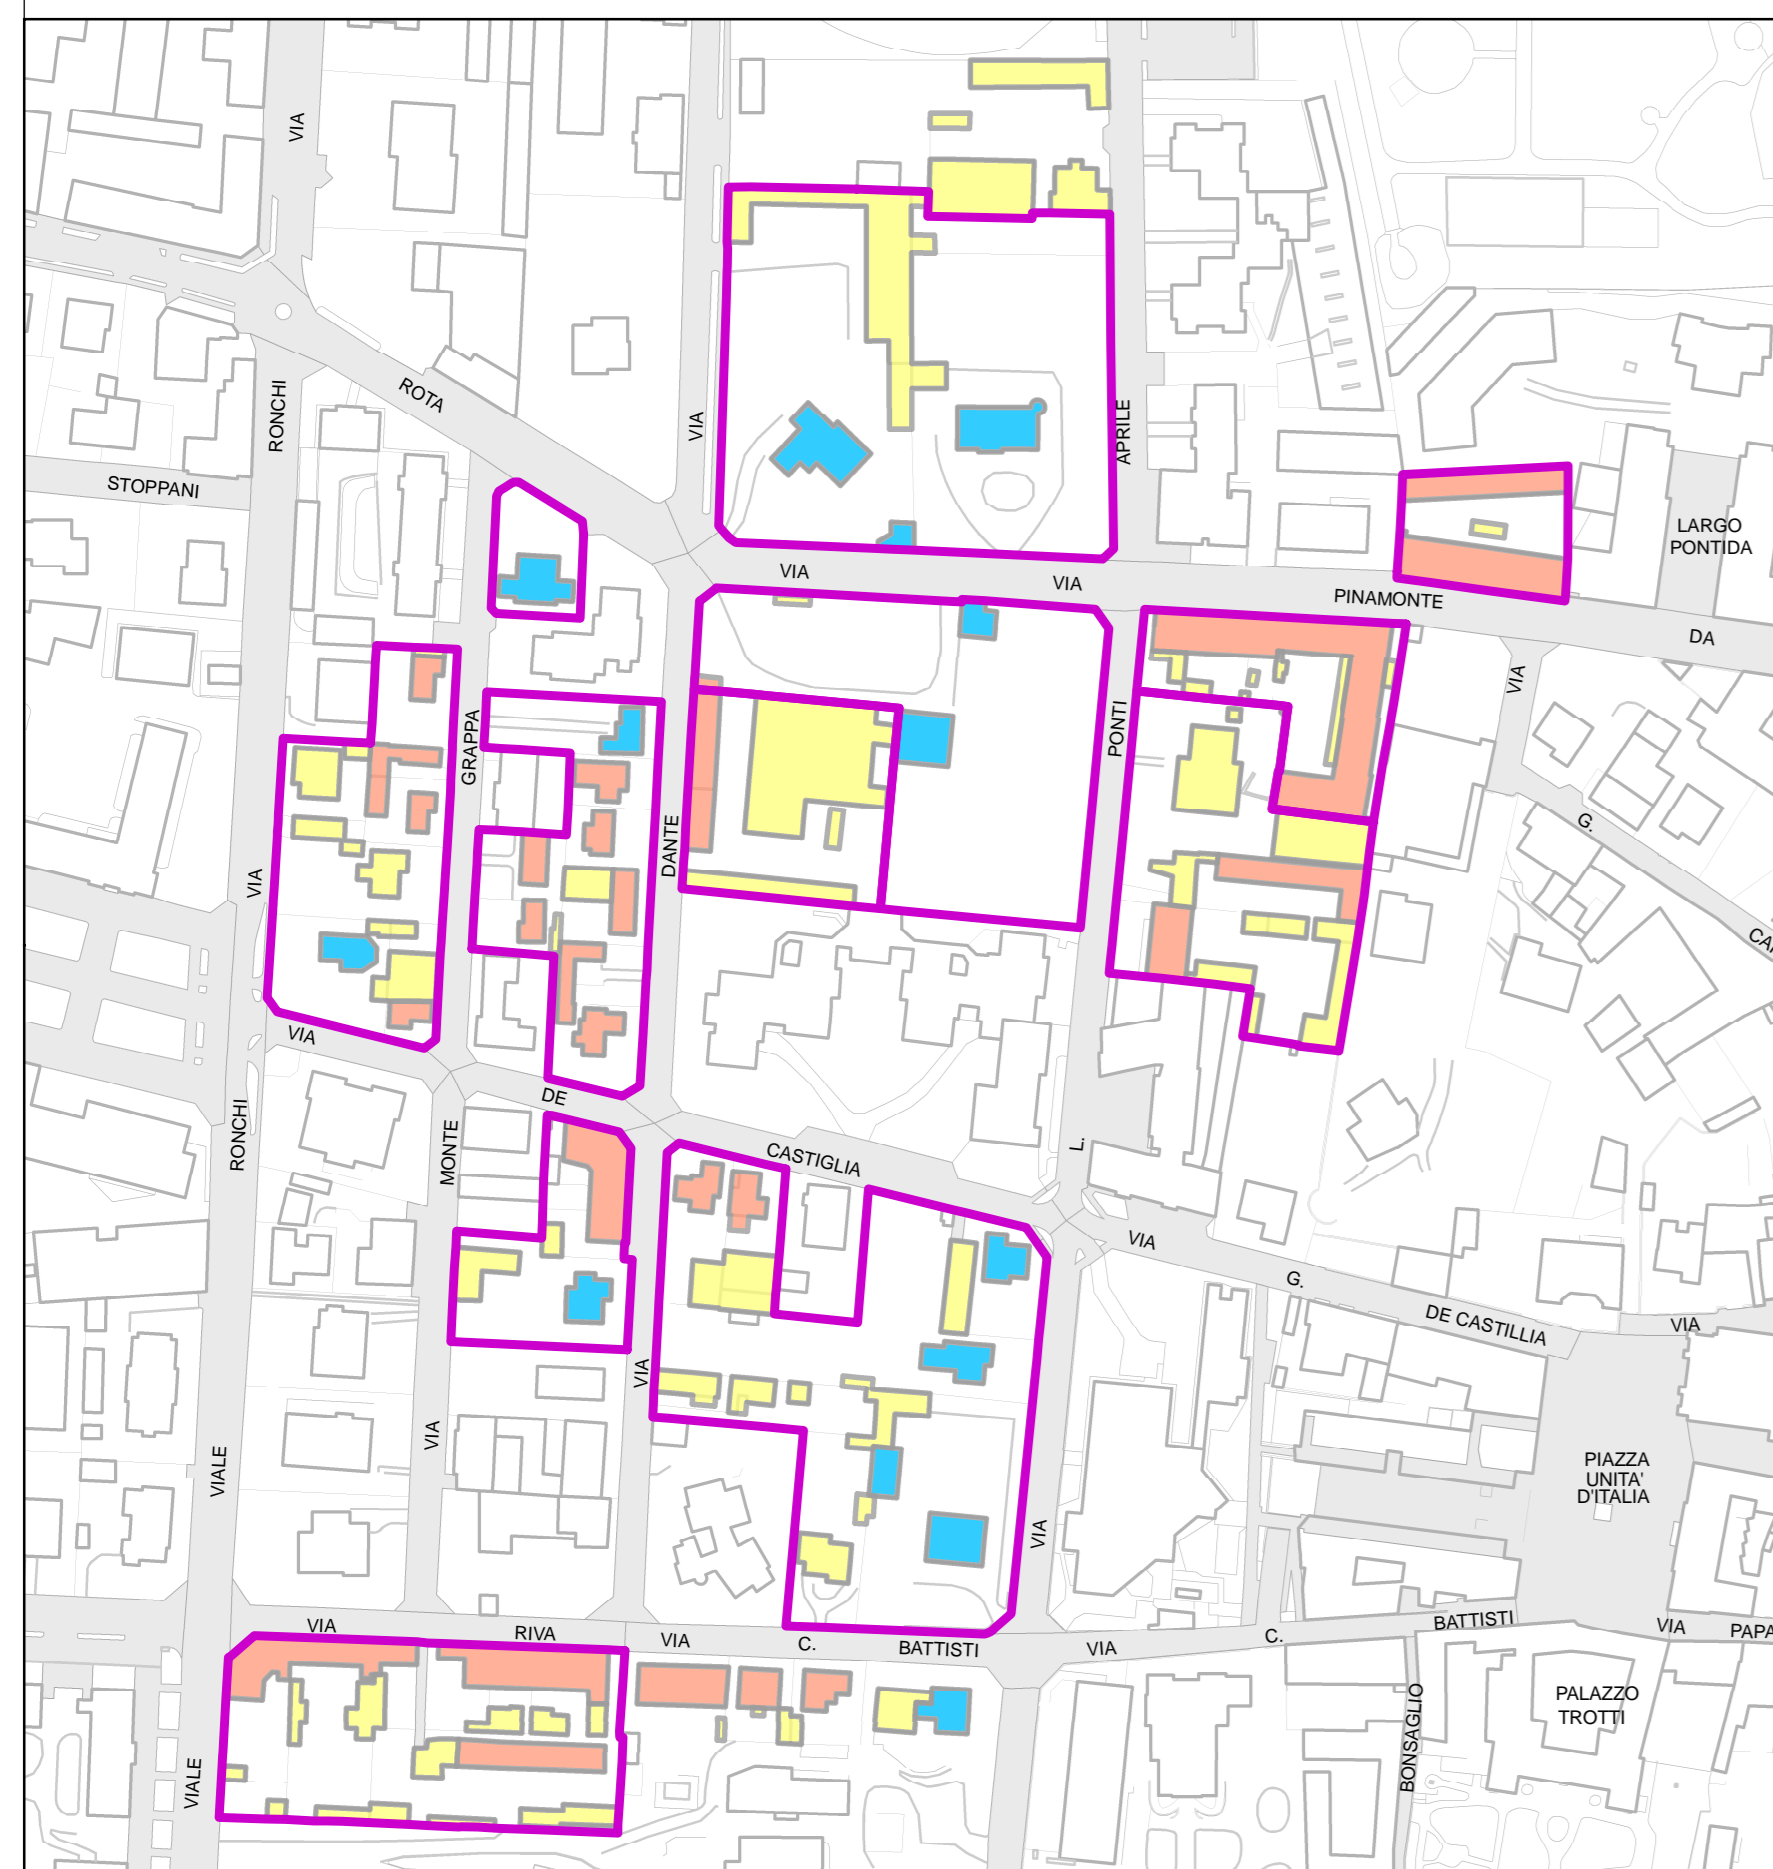 VIA
ROTA
RONCHI
VIA
APRILE
STOPPANI
LARGO
PONTIDA
VIA
VIA
PINAMONTE
DA
VIA
GRAPPA
PONTI
G.
DANTE
VIA
CA
VIA
DE
RONCHI
MONTE
L.
CASTIGLIA
VIA
G.
DE CASTILLIA
VIA
VIA
VIA
VIALE
PIAZZA
UNITA'
D'ITALIA
VIA
VIA
RIVA
VIA
C.
BATTISTI
VIA
C.
BATTISTI
VIA
PAPA
PALAZZO
TROTTI
BONSAGLIO
VIALE